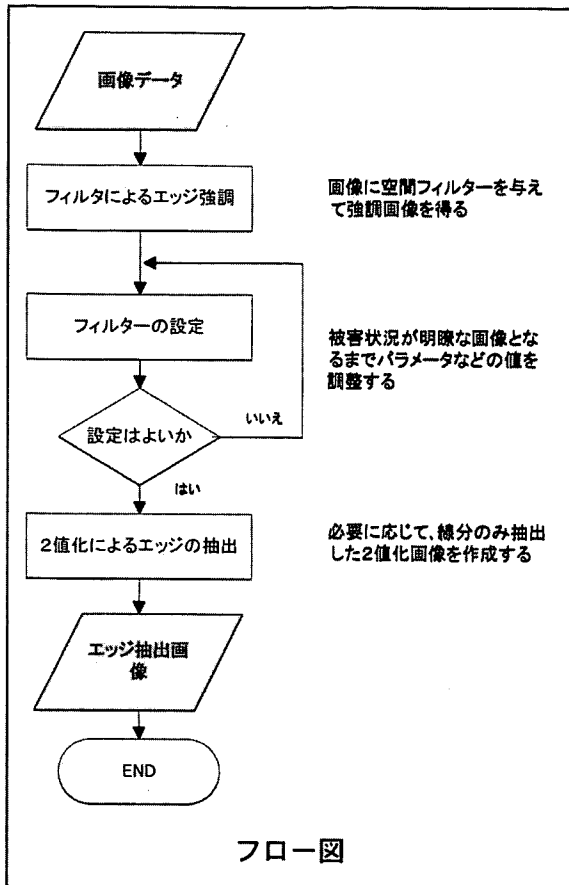 画像データ
フィルタによるエッジ強調
画像に空間フィルターを与え
て強調画像を得る
フィルターの設定
被害状況が明瞭な画像とな
るまでパラメータなどの値を
調整する
設定はよいか
いいえ
はい
2値化によるエッジの抽出
必要に応じて、線分のみ抽出
した2値化画像を作成する
エッジ抽出画
像
END
フロー図